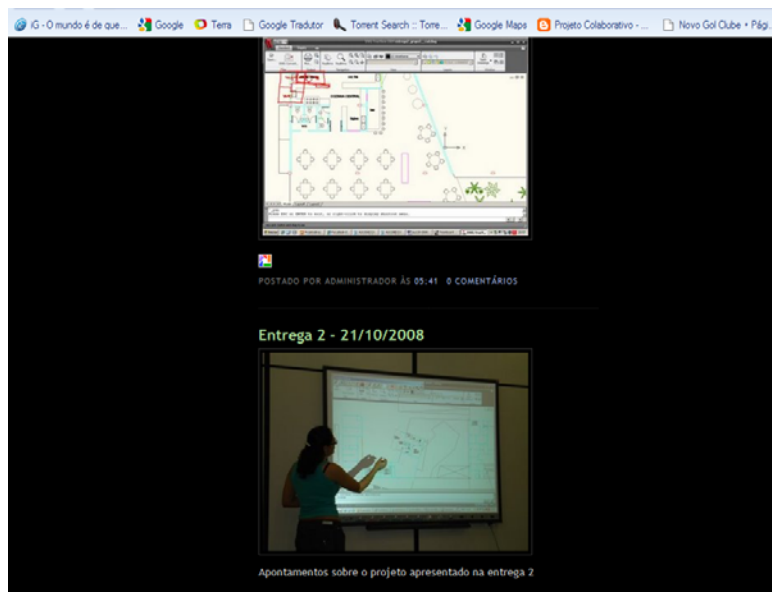 iG - O mundo é de que... Google Terra Google Tradutor Torrent Search :: Torre... Google Maps Projeto Colaborativo - ... Novo Gol Clube • Pági
POSTADO POR ADMINISTRADOR ÀS 05:41 0 COMENTÁRIOS
Entrega 2 - 21/10/2008
Apontamentos sobre o projeto apresentado na entrega 2